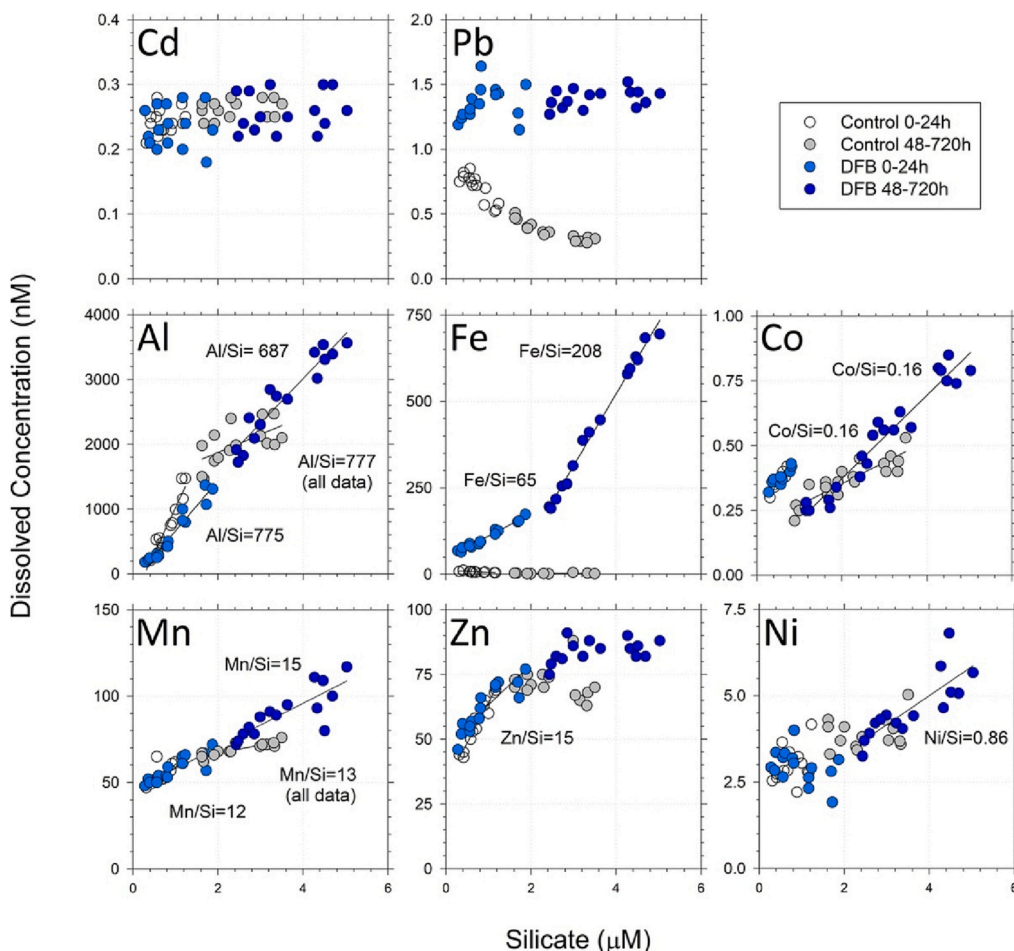 Cd
0.4
0.3
0.2
0.1
0.0
Pb
2.0
1.5
1.0
0.5
0.0
Control 0-24h
Control 48-720h
DFB 0-24h
DFB 48-720h
Dissolved Concentration (nM)
Al
4000
3000
2000
1000
0
Al/Si= 687
Al/Si=777
(all data)
Al/Si=775
Fe
750
500
250
0
Fe/Si=208
Fe/Si=65
Co
1.00
0.75
0.50
0.25
0.00
Co/Si=0.16
Co/Si=0.16
Mn
150
100
50
0
Mn/Si=15
Mn/Si=13
(all data)
Mn/Si=12
0 2 4 6
Zn
100
75
50
25
0
Zn/Si=15
0 2 4 6
Ni
7.5
5.0
2.5
0.0
Ni/Si=0.86
0 2 4 6
Silicate (μM)